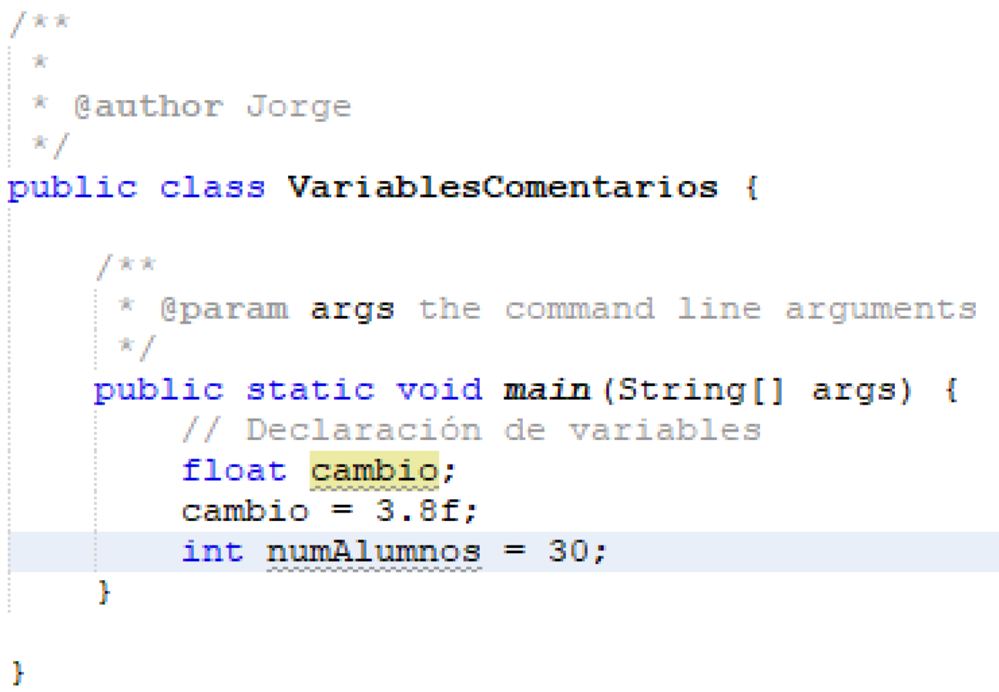 /**
 *
 * @author Jorge
 */
public class VariablesComentarios {
    /**
     * @param args the command line arguments
     */
    public static void main(String[] args) {
        // Declaración de variables
        float cambio;
        cambio = 3.8f;
        int numAlumnos = 30;
    }
}